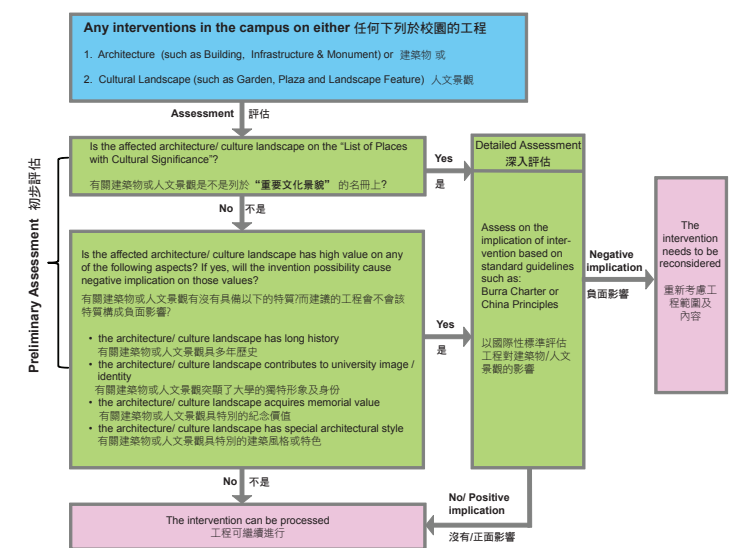 Any interventions in the campus on either 任何下列於校園的工程
1. Architecture (such as Building, Infrastructure & Monument) or 建築物 或
2. Cultural Landscape (such as Garden, Plaza and Landscape Feature) 人文景觀
Assessment 評估
Preliminary Assessment 初步評估
Is the affected architecture/ culture landscape on the “List of Places
with Cultural Significance”?
有關建築物或人文景觀是不是列於“重要文化景貌” 的名冊上?
Yes
是
No 不是
Is the affected architecture/ culture landscape has high value on any
of the following aspects? If yes, will the invention possibility cause
negative implication on those values?
有關建築物或人文景觀有沒有具備以下的特質?而建議的工程會不會該
特質構成負面影響?
• the architecture/ culture landscape has long history
有關建築物或人文景觀具多年歷史
• the architecture/ culture landscape contributes to university image /
identity
有關建築物或人文景觀突顯了大學的獨特形象及身份
• the architecture/ culture landscape acquires memorial value
有關建築物或人文景觀具特別的紀念價值
• the architecture/ culture landscape has special architectural style
有關建築物或人文景觀具特別的建築風格或特色
Yes
是
No 不是
The intervention can be processed
工程可繼續進行
Detailed Assessment
深入評估
Assess on the
implication of inter-
vention based on
standard guidelines
such as:
Burra Charter or
China Principles
以國際性標準評估
工程對建築物/人文
景觀的影響
Negative
implication
負面影響
The
intervention
needs to be
reconsidered
重新考慮工
程範圍及
內容
No/ Positive
implication
沒有/正面影響